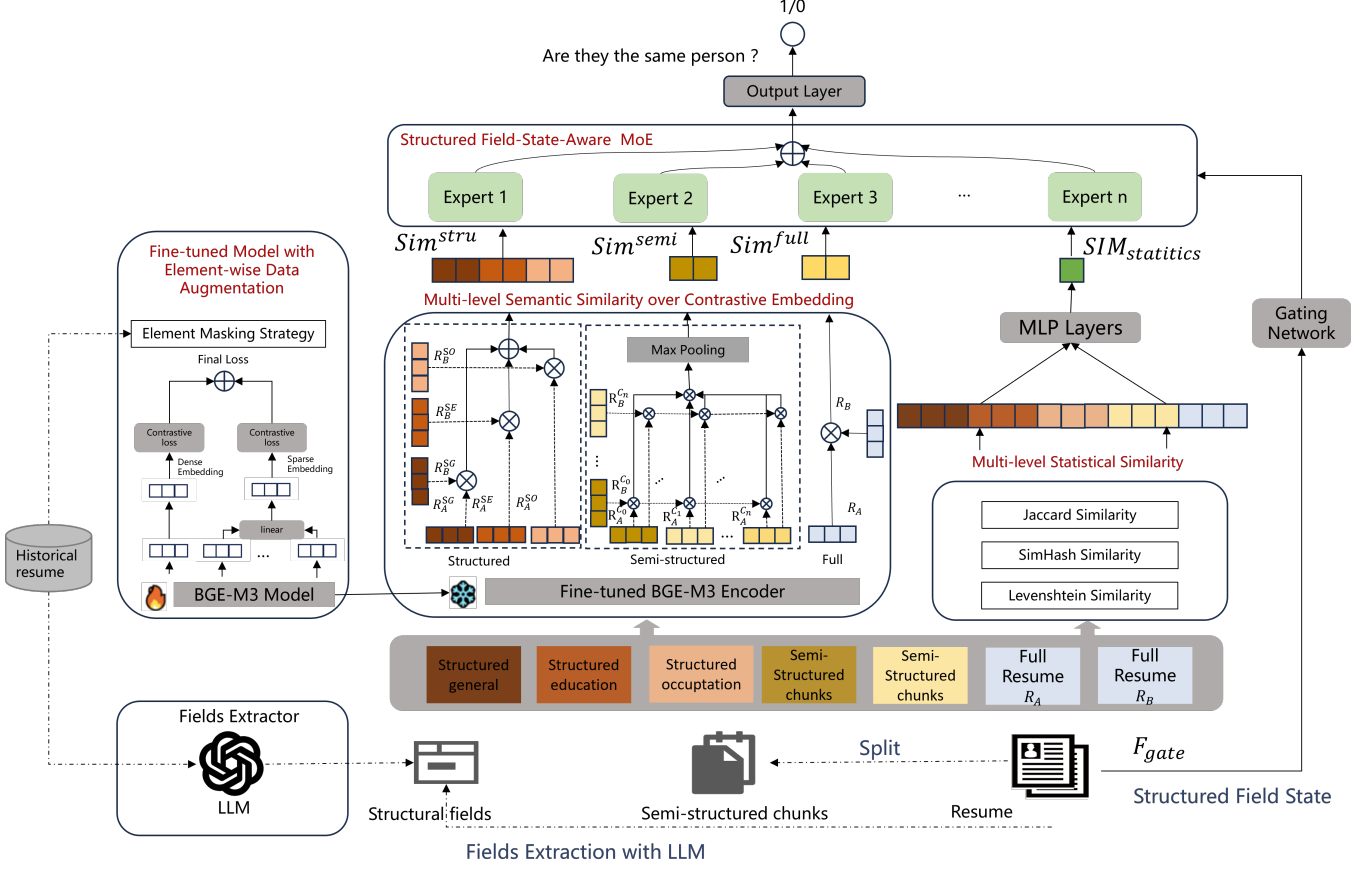 1/0
Are they the same person ?
Output Layer
Structured Field-State-Aware MoE
Expert 1
Expert 2
Expert 3
...
Expert n
Sim^stru
Sim^semi
Sim^full
SIM_statitics
Fine-tuned Model with
Element-wise Data
Augmentation
Element Masking Strategy
Final Loss
Contrastive
loss
Contrastive
loss
Dense
Embedding
Sparse
Embedding
linear
...
BGE-M3 Model
Historical
resume
Multi-level Semantic Similarity over Contrastive Embedding
R_B^SO
R_B^SE
R_B^SG
R_A^SG
R_A^SE
R_A^SO
Structured
Max Pooling
R_B^Cn
...
R_B^C0
R_A^C0
R_A^C1
R_A^Cn
...
...
...
Semi-structured
R_B
R_A
Full
Fine-tuned BGE-M3 Encoder
MLP Layers
Gating
Network
Multi-level Statistical Similarity
Jaccard Similarity
SimHash Similarity
Levenshtein Similarity
Structured
general
Structured
education
Structured
occuptation
Semi-
Structured
chunks
Semi-
Structured
chunks
Full
Resume
R_A
Full
Resume
R_B
Fields Extractor
LLM
Structural fields
Semi-structured chunks
Split
Resume
F_gate
Structured Field State
Fields Extraction with LLM